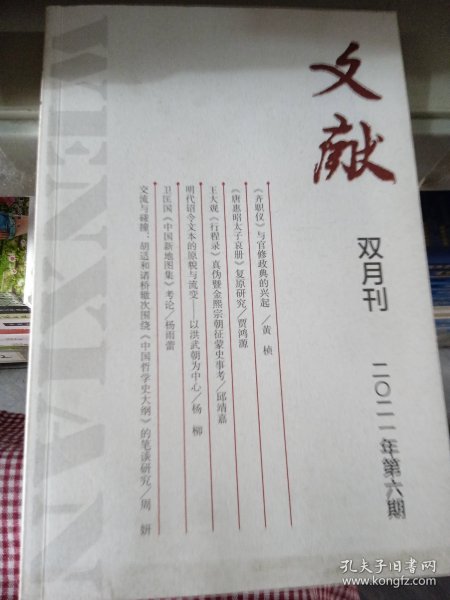 文献
双月刊
二〇二一年第六期
《齐职仪》与官修政典的兴起／黄 桢
《唐惠昭太子哀册》复原研究／贾鸿源
王大观《行程录》真伪暨金熙宗朝征蒙史事考／邱靖嘉
明代诏令文本的原貌与流变——以洪武朝为中心／杨 柳
卫匡国《中国新地图集》考论／杨雨蕾
交流与碰撞：胡适和诸桥辙次围绕《中国哲学史大纲》的笔谈研究／周 妍
WENXIAN
孔夫子旧书网
www.kongfz.com